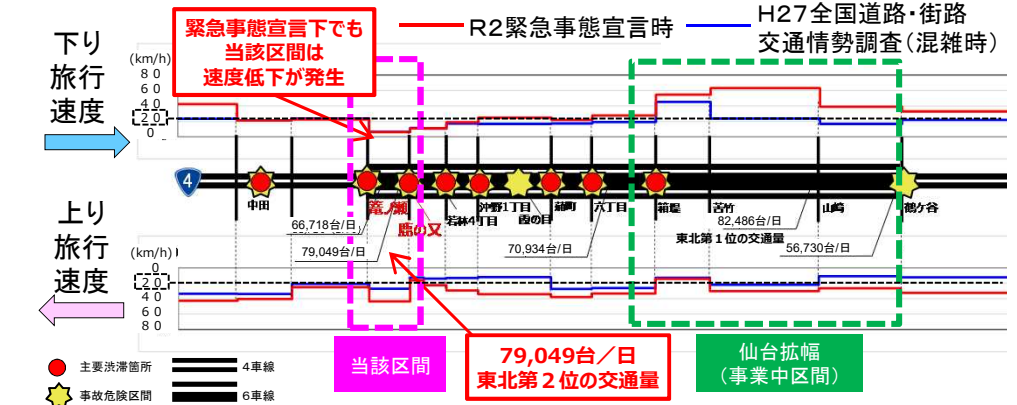 緊急事態宣言下でも
当該区間は
速度低下が発生
R2緊急事態宣言時
H27全国道路・街路
交通情勢調査(混雑時)
下り
旅行
速度
(km/h)
80
60
40
20
0
4
中田
篭ノ瀬
鹿の又
若林4丁目
沖野1丁目
霞の目
蒲町
六丁目
箱堤
苦竹
山崎
鶴ケ谷
66,718台/日
79,049台/日
70,934台/日
82,486台/日
東北第1位の交通量
56,730台/日
上り
旅行
速度
(km/h)
0
20
40
60
80
当該区間
79,049台/日
東北第2位の交通量
仙台拡幅
(事業中区間)
主要渋滞箇所
4車線
事故危険区間
6車線